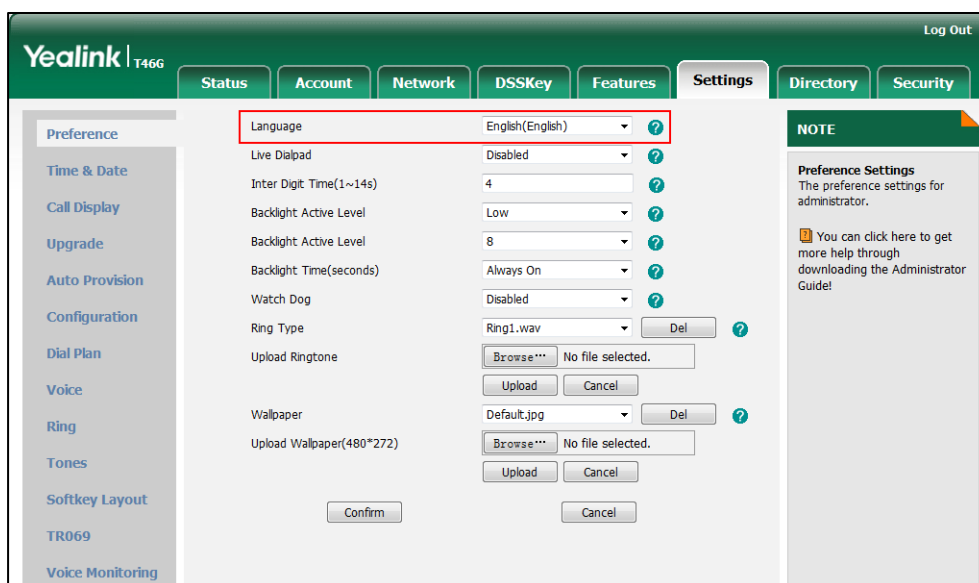 Log Out
Yealink T46G
Status Account Network DSSKey Features Settings Directory Security
Preference
Time & Date
Call Display
Upgrade
Auto Provision
Configuration
Dial Plan
Voice
Ring
Tones
Softkey Layout
TR069
Voice Monitoring
Language English(English) ?
Live Dialpad Disabled ?
Inter Digit Time(1~14s) 4 ?
Backlight Active Level Low ?
Backlight Active Level 8 ?
Backlight Time(seconds) Always On ?
Watch Dog Disabled ?
Ring Type Ring1.wav Del ?
Upload Ringtone Browse… No file selected.
Upload Cancel
Wallpaper Default.jpg Del ?
Upload Wallpaper(480*272) Browse… No file selected.
Upload Cancel
Confirm Cancel
NOTE
Preference Settings
The preference settings for
administrator.
? You can click here to get
more help through
downloading the Administrator
Guide!